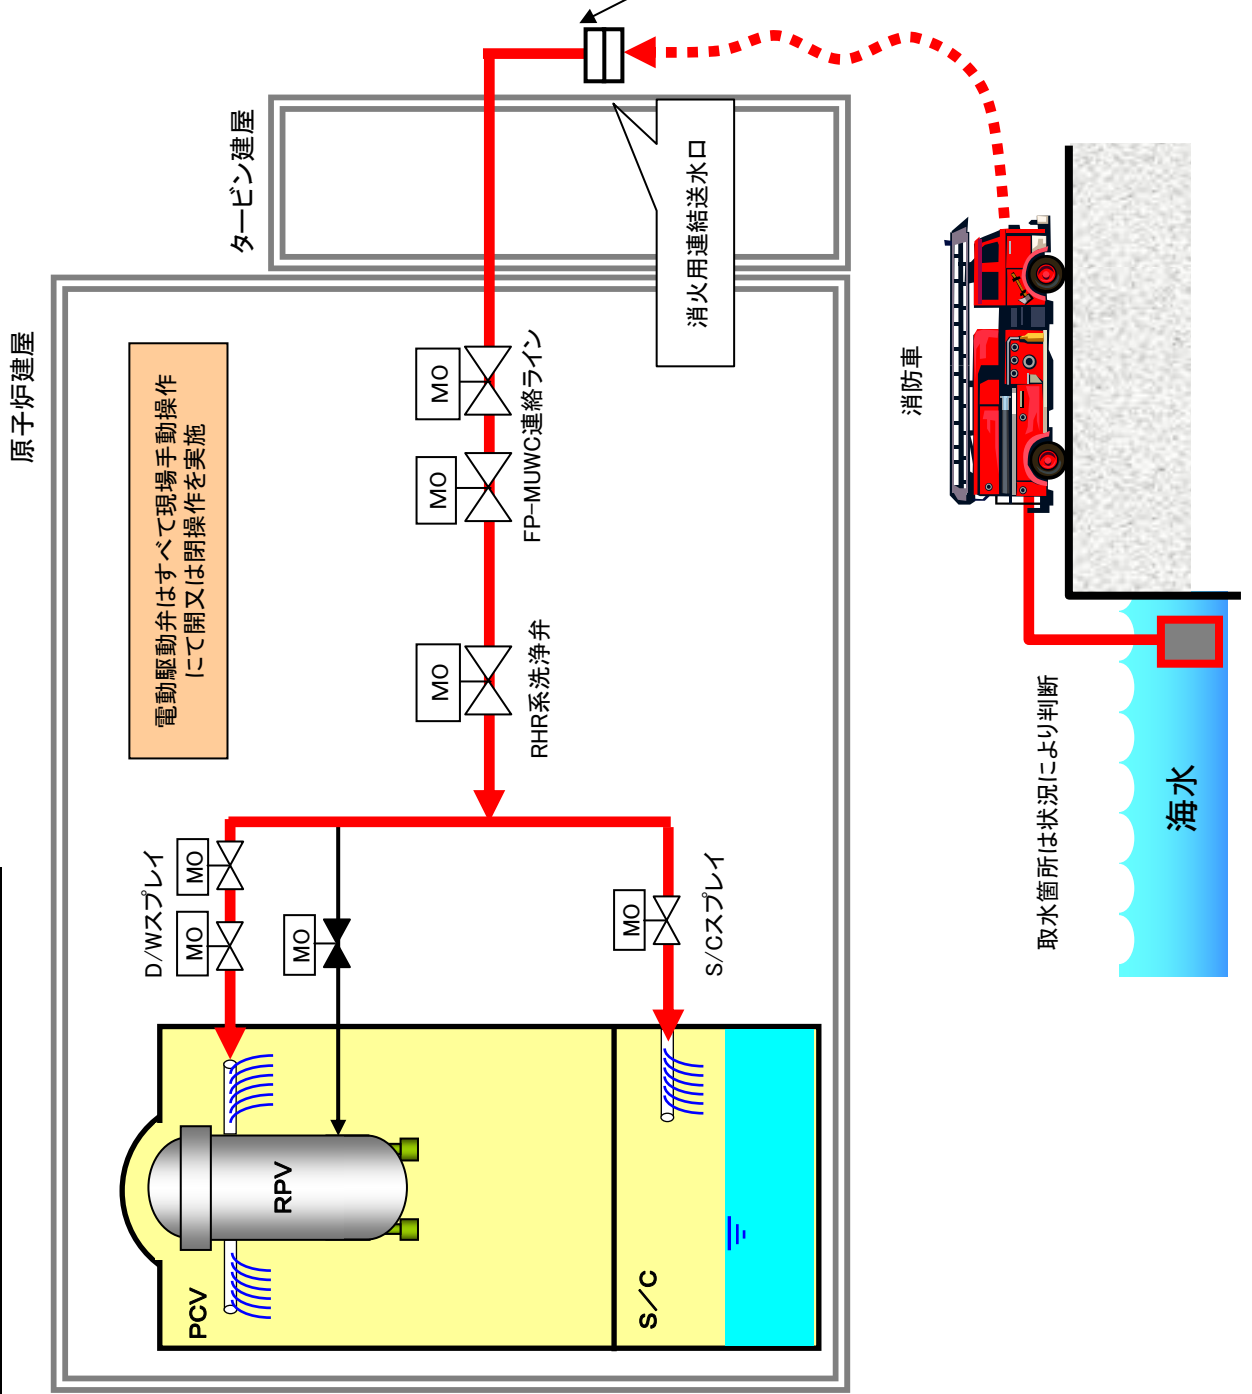 原子炉建屋
タービン建屋
電動駆動弁はすべて現場手動操作
にて開又は閉操作を実施
消火用連結送水口
MO
MO
FP-MUWC連絡ライン
MO
RHR系洗浄弁
D/Wスプレイ
MO
MO
MO
MO
S/Cスプレイ
PCV
RPV
S/C
消防車
取水箇所は状況により判断
海水